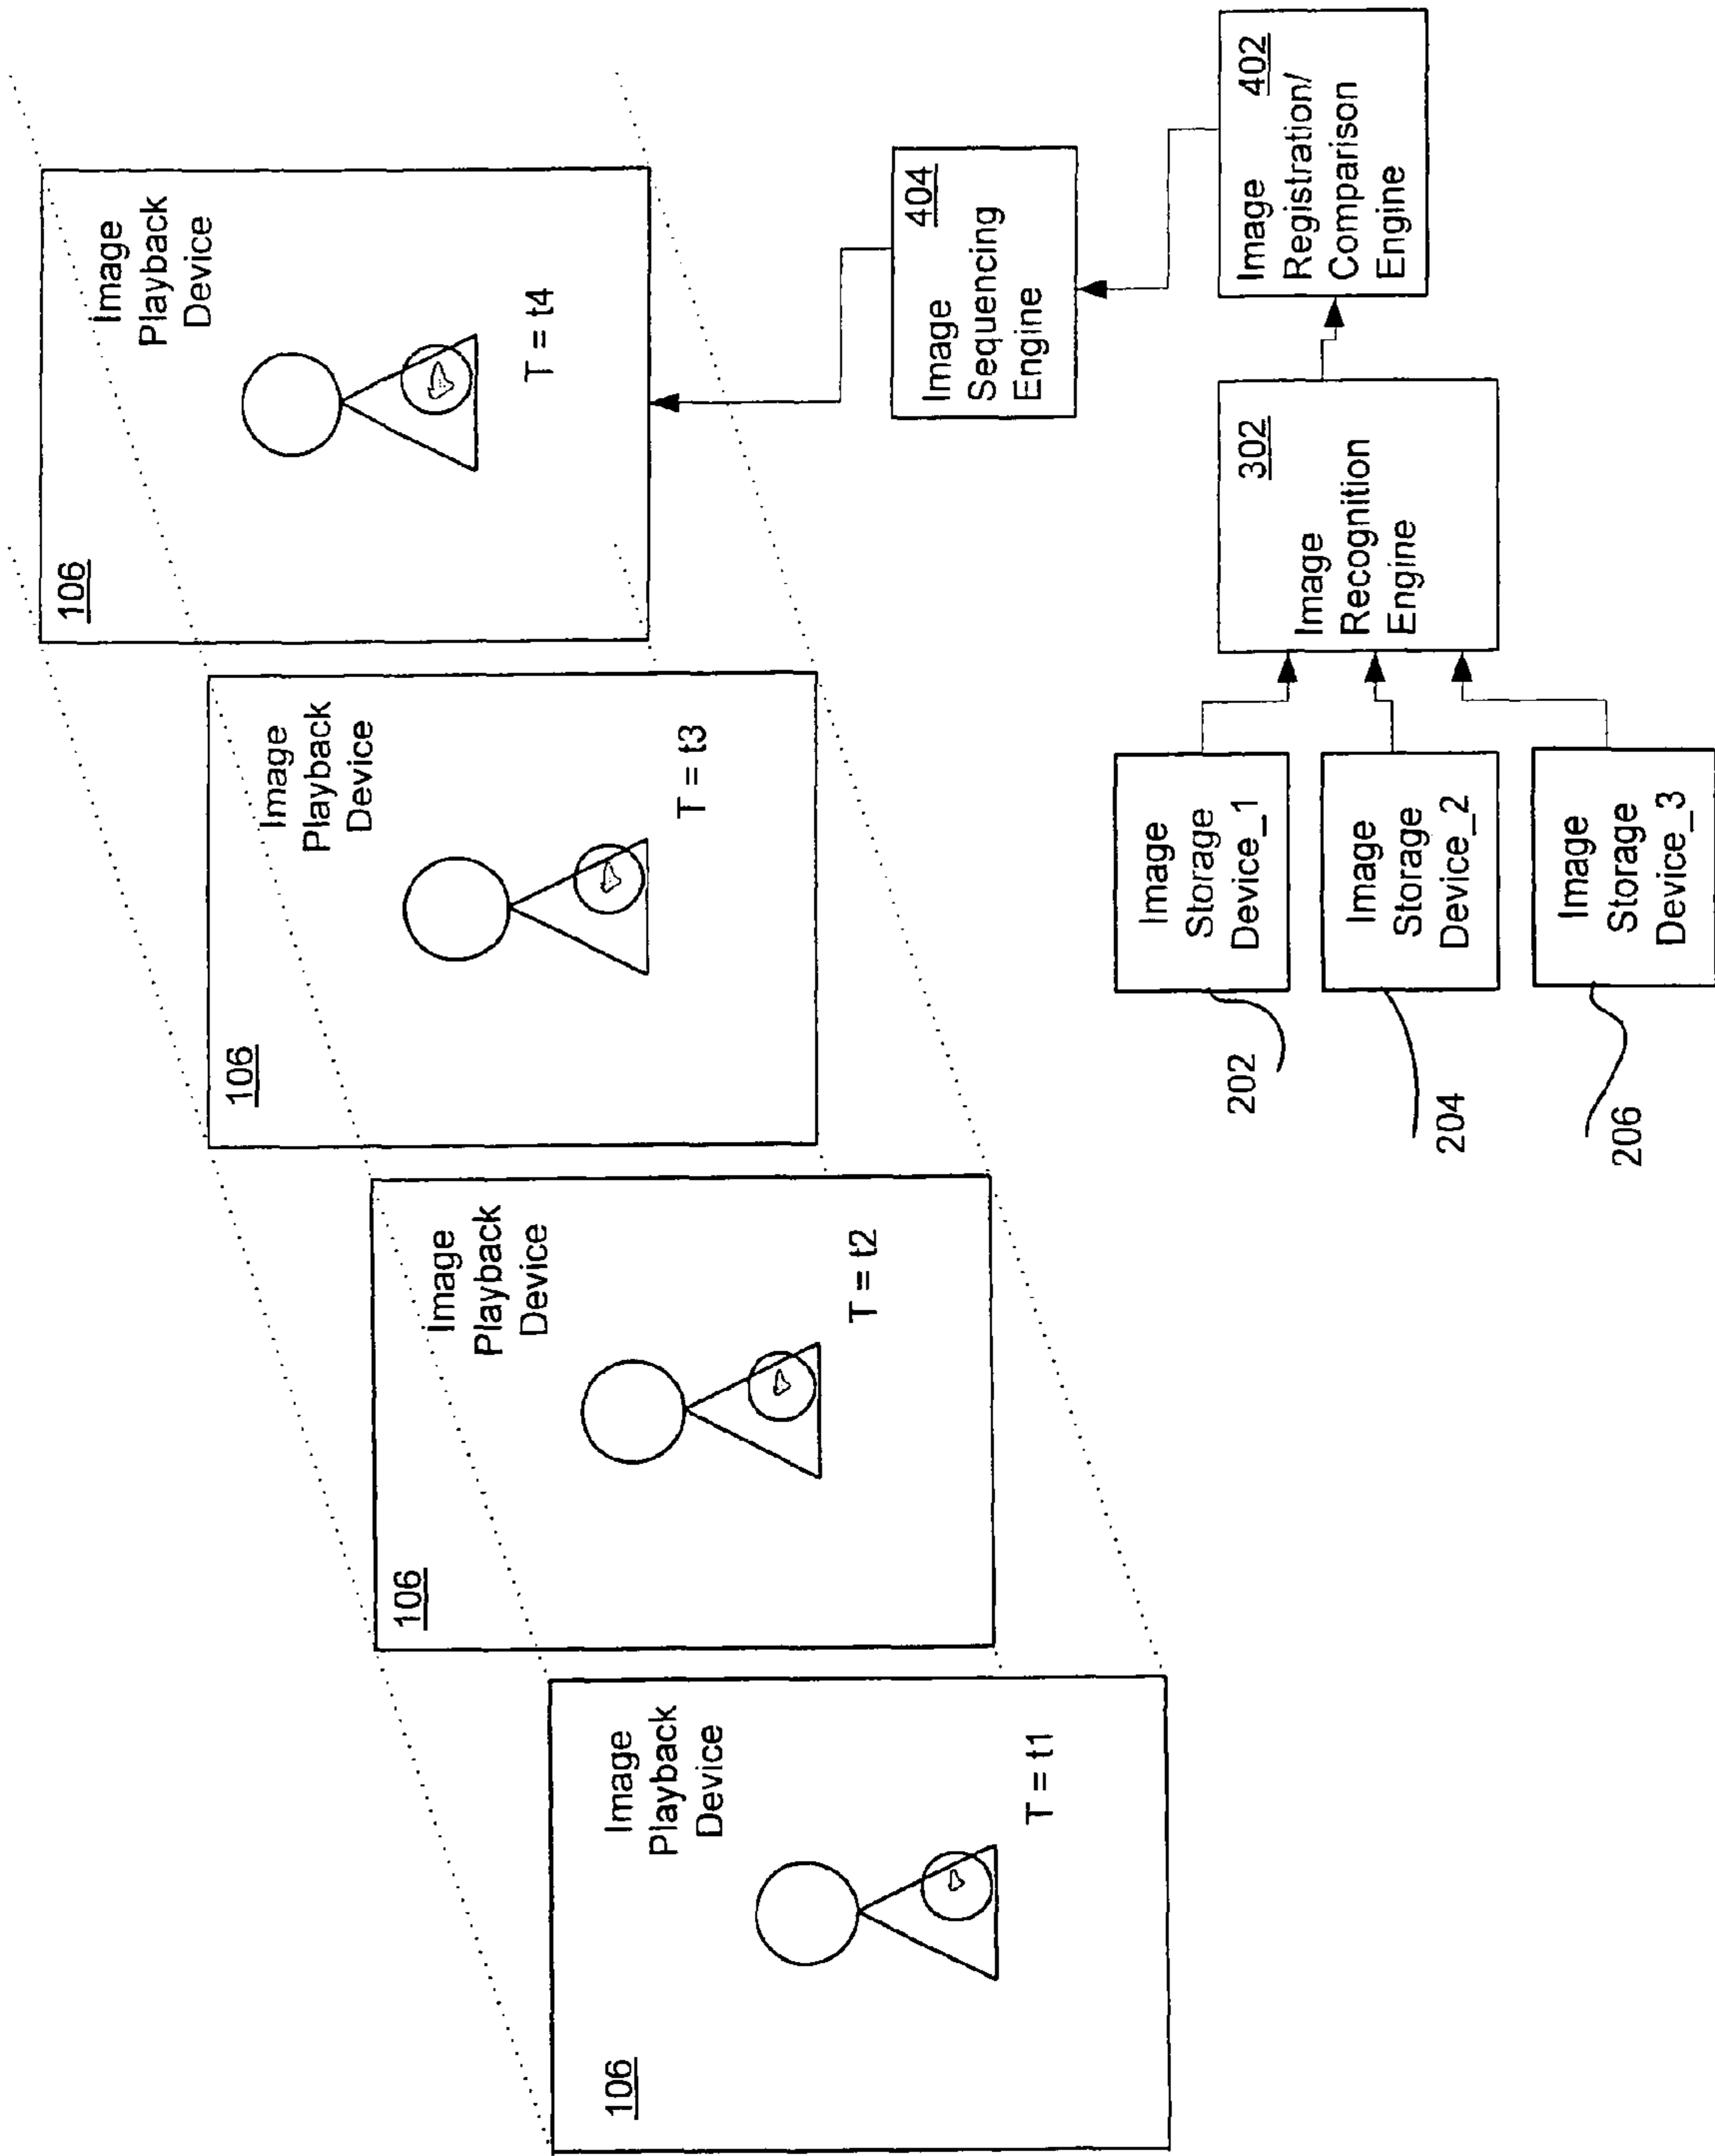 106
Image
Playback
Device
T = t1
106
Image
Playback
Device
T = t2
106
Image
Playback
Device
T = t3
106
Image
Playback
Device
T = t4
404
Image
Sequencing
Engine
402
Image
Registration/
Comparison
Engine
302
Image
Recognition
Engine
Image
Storage
Device_1
202
Image
Storage
Device_2
204
Image
Storage
Device_3
206